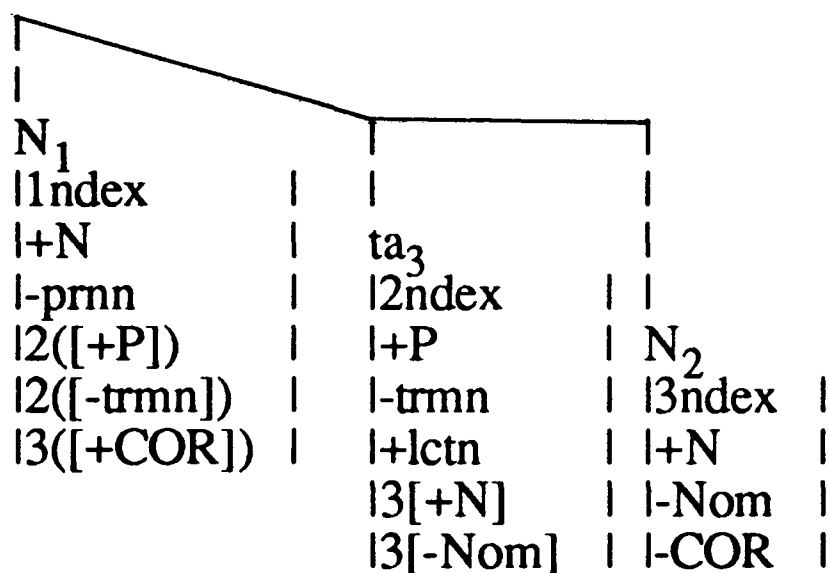 N1
|1ndex
|+N
|-prnn
|2([+P])
|2([-trmn])
|3([+COR])
ta3
|2ndex
|+P
|-trmn
|+lctn
|3[+N]
|3[-Nom]
N2
|3ndex
|+N
|-Nom
|-COR